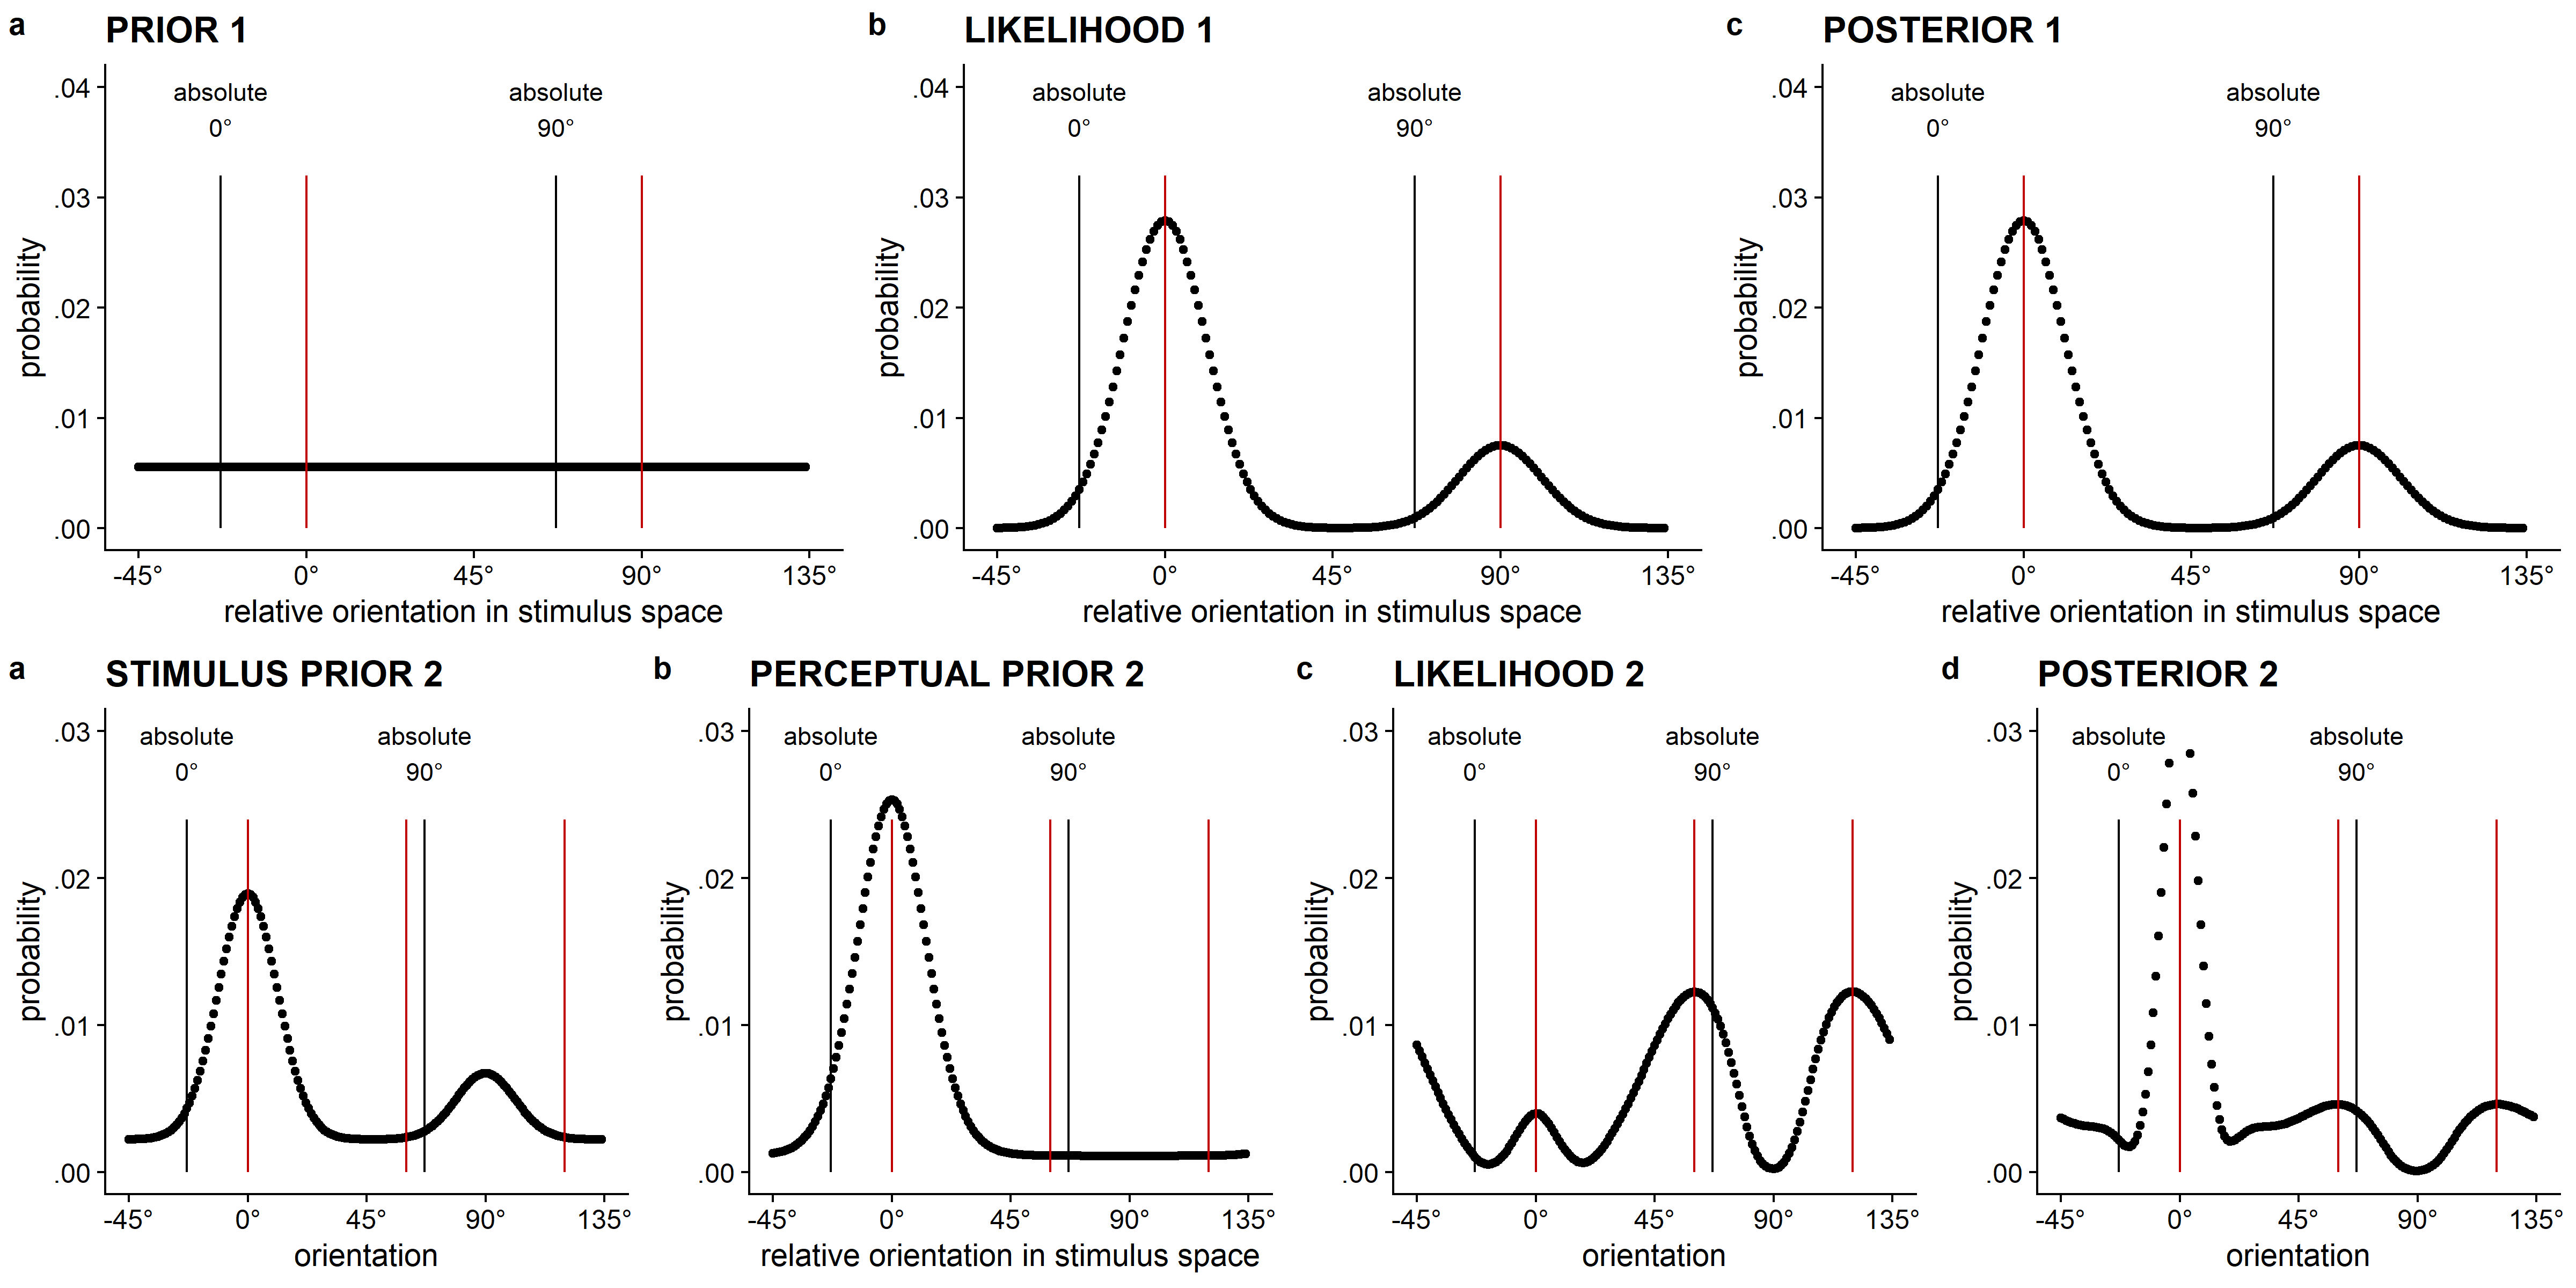 a PRIOR 1
absolute
0°
absolute
90°
.04
.03
.02
.01
.00
probability
-45° 0° 45° 90° 135°
relative orientation in stimulus space
b LIKELIHOOD 1
absolute
0°
absolute
90°
.04
.03
.02
.01
.00
probability
-45° 0° 45° 90° 135°
relative orientation in stimulus space
c POSTERIOR 1
absolute
0°
absolute
90°
.04
.03
.02
.01
.00
probability
-45° 0° 45° 90° 135°
relative orientation in stimulus space
a STIMULUS PRIOR 2
absolute
0°
absolute
90°
.03
.02
.01
.00
probability
-45° 0° 45° 90° 135°
orientation
b PERCEPTUAL PRIOR 2
absolute
0°
absolute
90°
.03
.02
.01
.00
probability
-45° 0° 45° 90° 135°
relative orientation in stimulus space
c LIKELIHOOD 2
absolute
0°
absolute
90°
.03
.02
.01
.00
probability
-45° 0° 45° 90° 135°
orientation
d POSTERIOR 2
absolute
0°
absolute
90°
.03
.02
.01
.00
probability
-45° 0° 45° 90° 135°
orientation